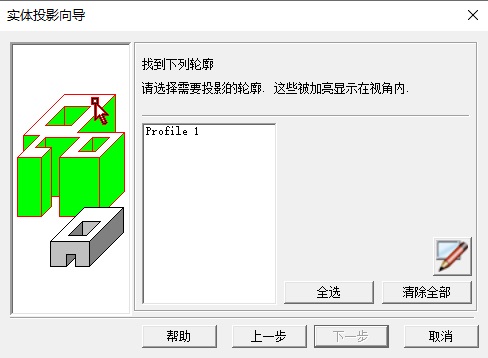 实体投影向导
找到下列轮廓
请选择需要投影的轮廓. 这些被加亮显示在视角内.
Profile 1
全选
清除全部
帮助
上一步
下一步
取消